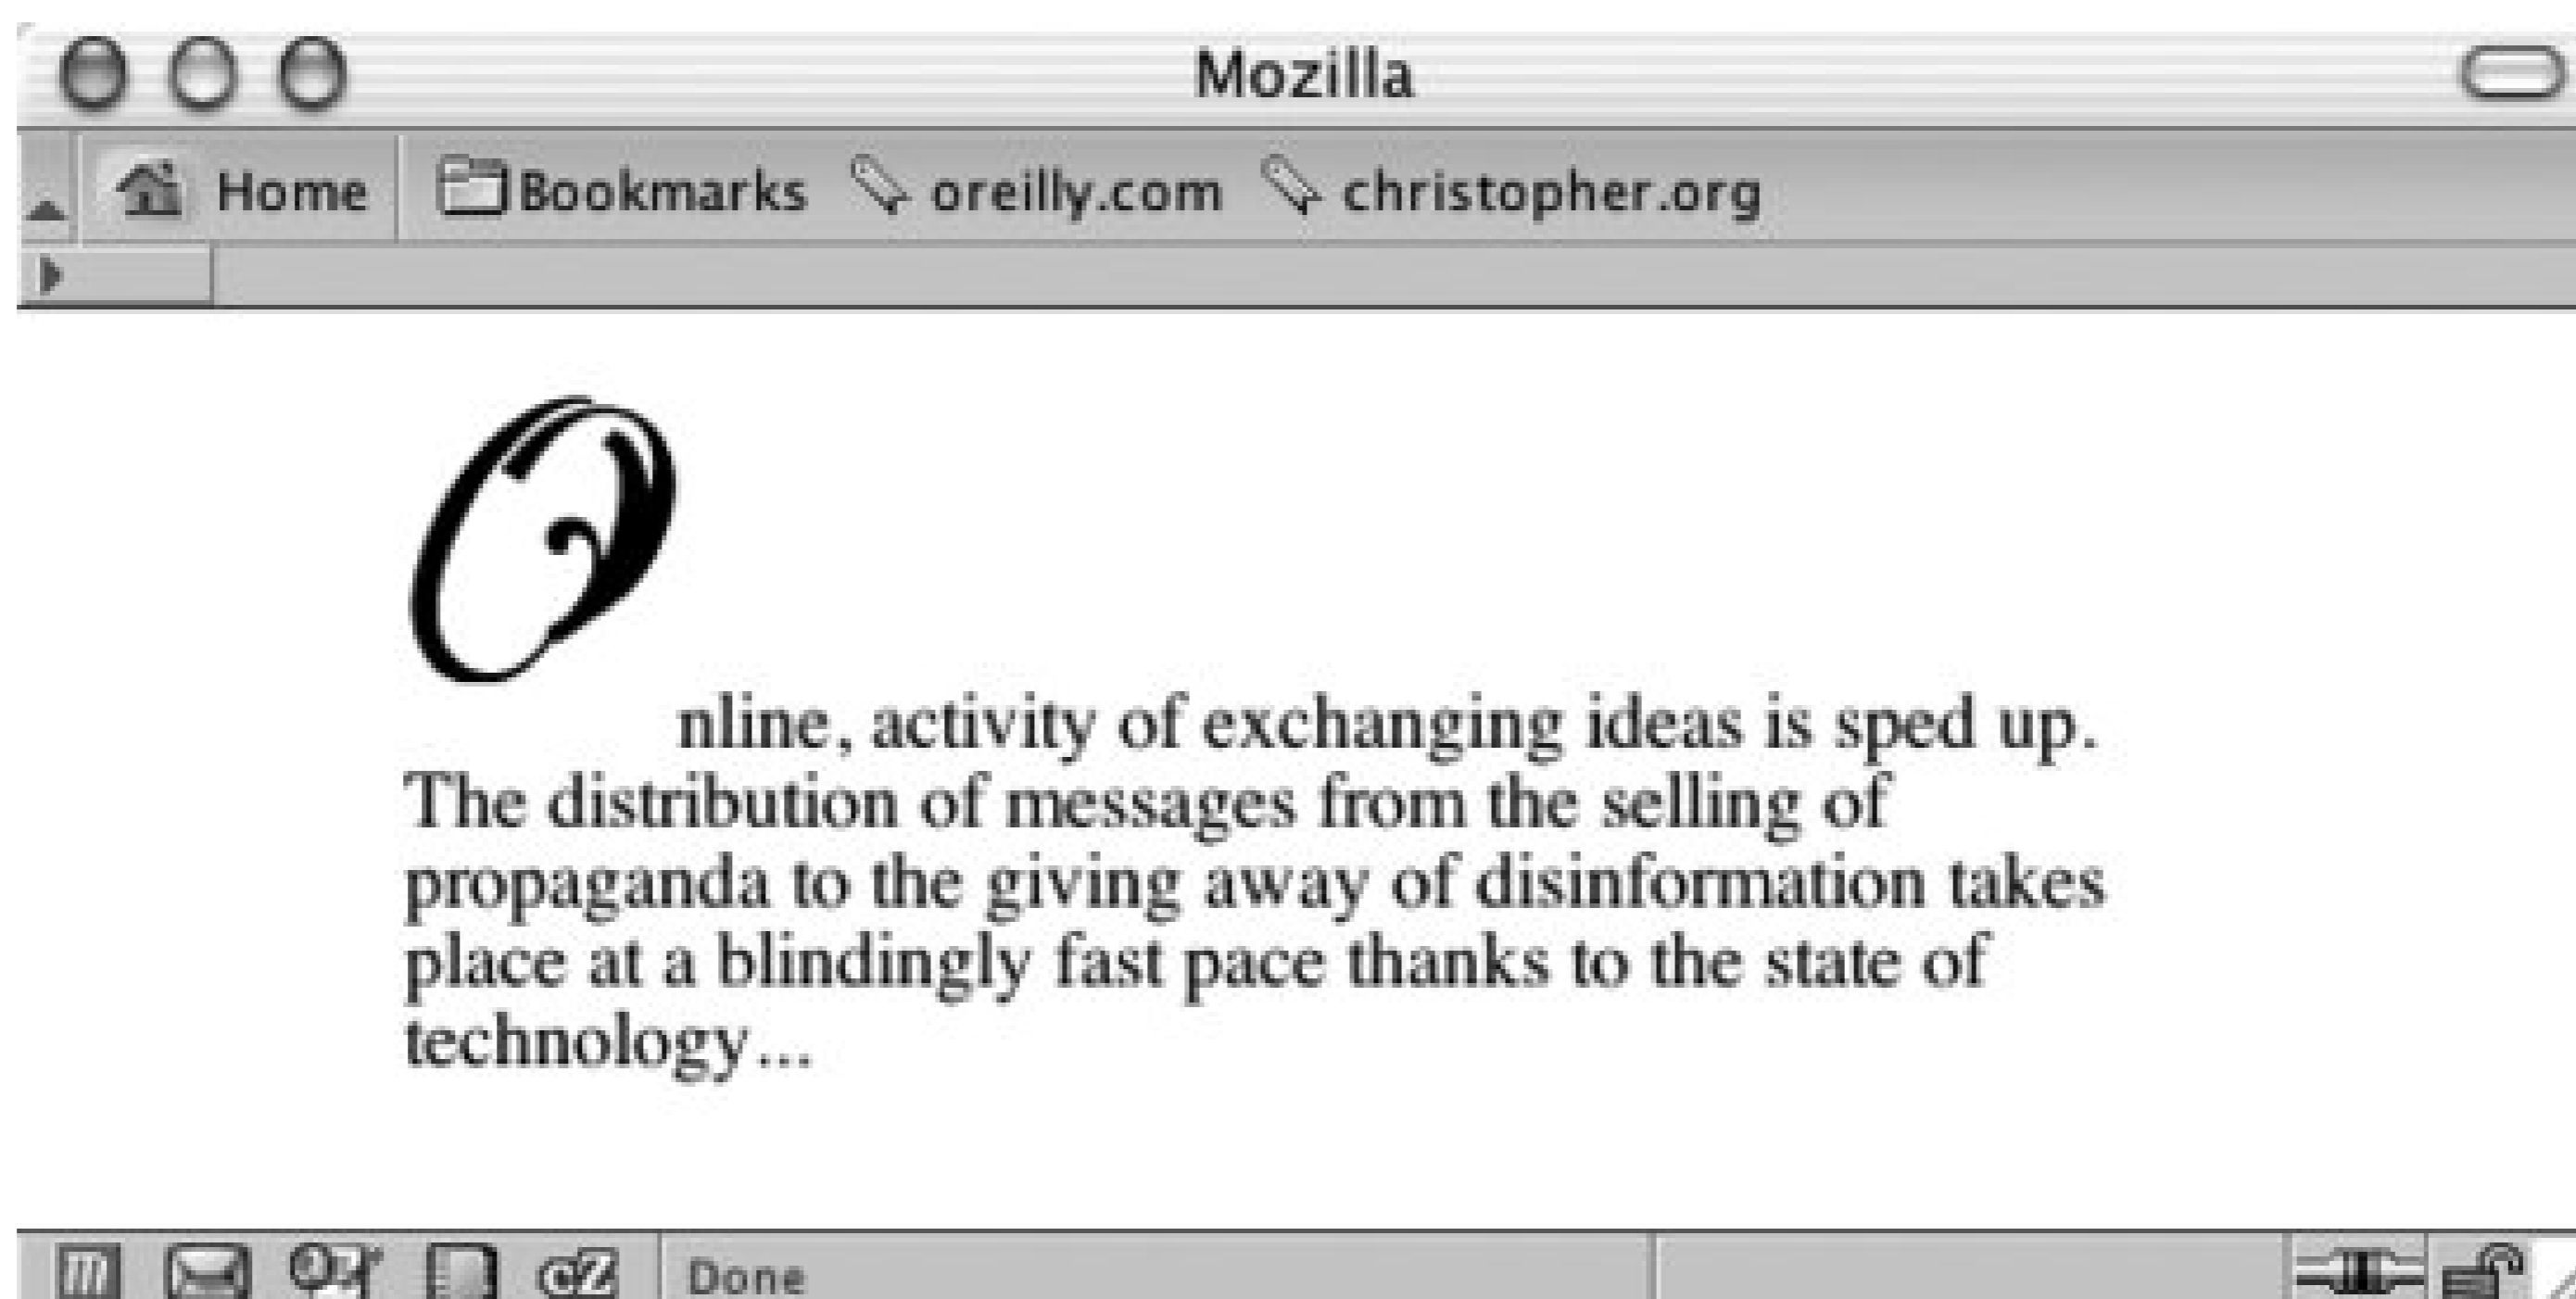 Mozilla
Home Bookmarks oreilly.com christopher.org
O
nline, activity of exchanging ideas is sped up.
The distribution of messages from the selling of
propaganda to the giving away of disinformation takes
place at a blindingly fast pace thanks to the state of
technology...
cZ Done